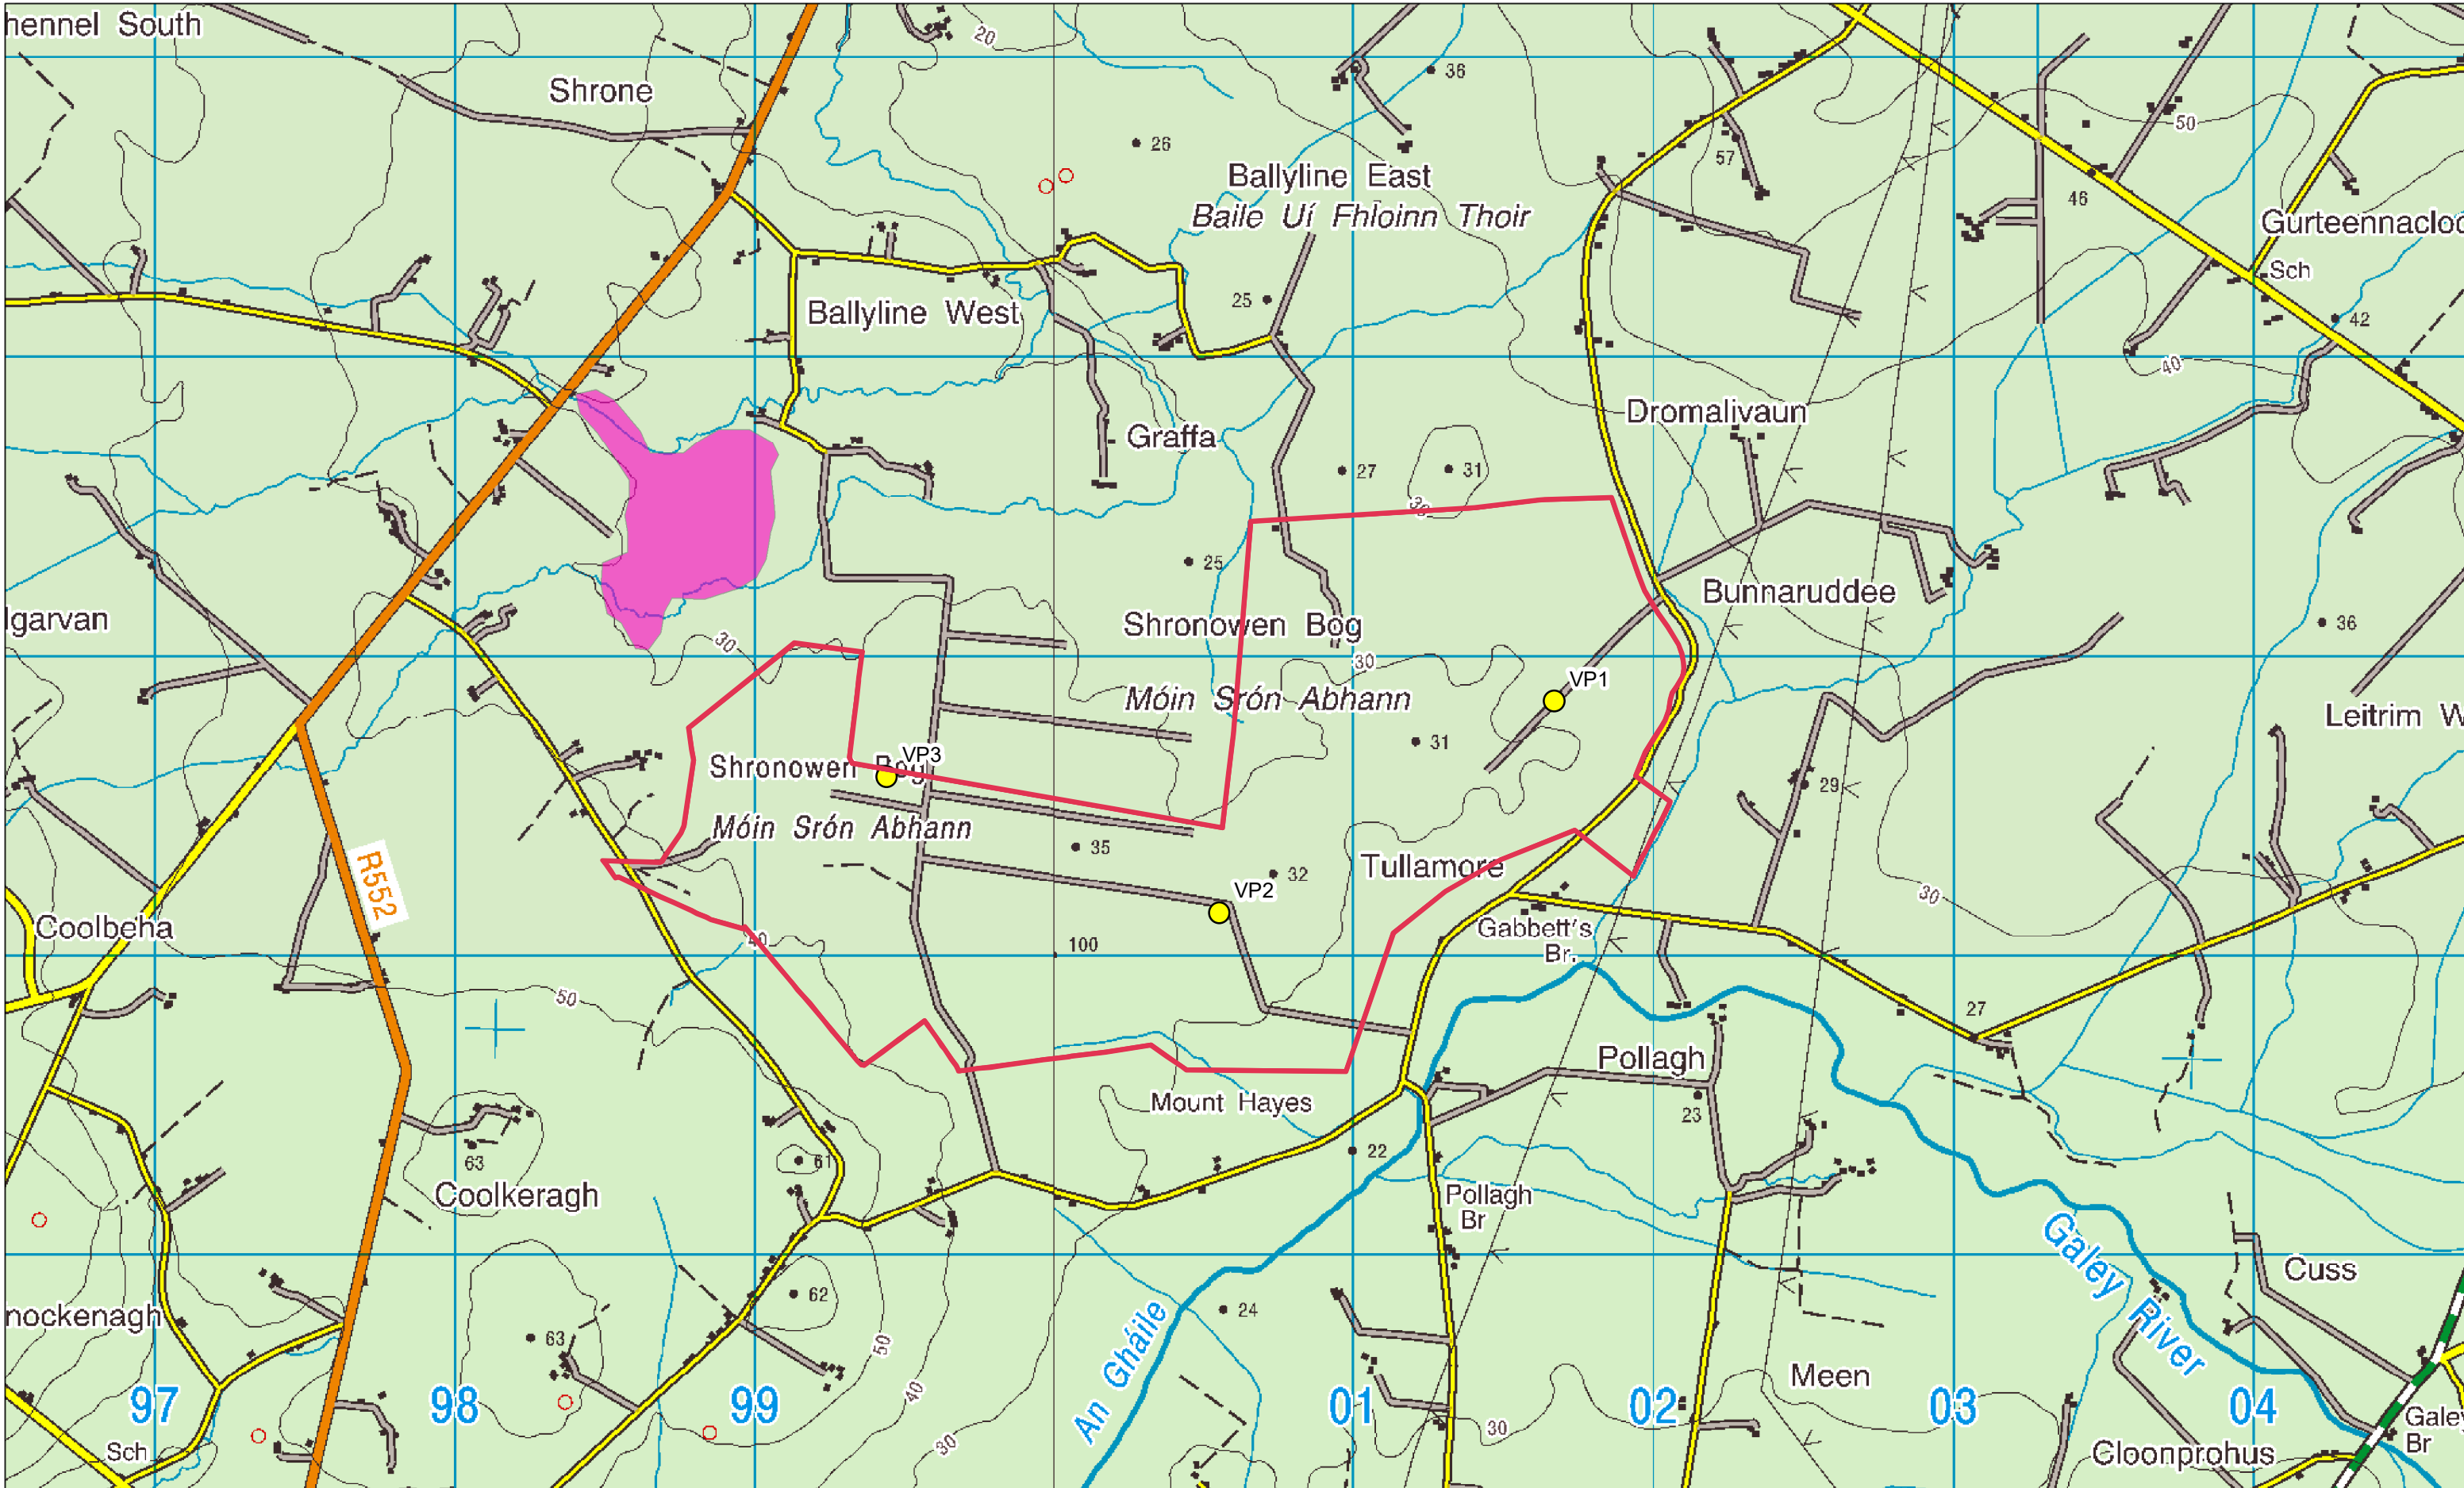 hennel South
20
Shrone
36
26
50
57
Ballyline East
Baile Uí Fhloinn Thoir
46
Gurteennacloc
Sch
25
Ballyline West
42
40
Dromalivaun
Graffa
27
31
30
25
Bunnaruddee
lgarvan
Shronowen Bog
36
30
30
VP1
Móin Srón Abhann
Leitrim W
31
VP3
Shronowen Bog
29
Móin Srón Abhann
35
Tullamore
32
R552
VP2
30
Coolbeha
Gabbett's
Br.
40
100
50
27
Pollagh
Mount Hayes
23
22
61
63
Coolkeragh
Pollagh
Br
Galey River
Cuss
62
24
nockenagh
63
50
An Gháile
Meen
40
97
98
99
01
02
03
04
Galey
Br
30
30
Sch
Cloonprohus